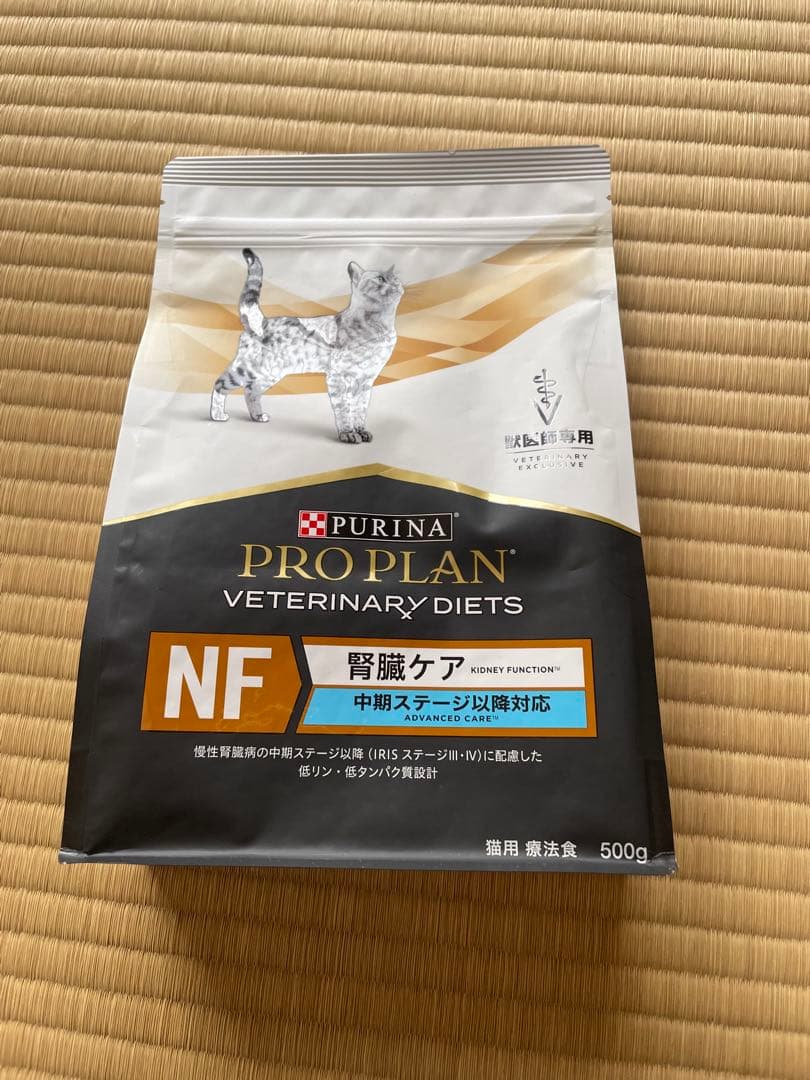 獣医師専用
VETERINARY
EXCLUSIVE
PURINA®
PRO PLAN®
VETERINARY DIETS
NF
腎臓ケア KIDNEY FUNCTION™
中期ステージ以降対応
ADVANCED CARE™
慢性腎臓病の中期ステージ以降（IRIS ステージⅢ・Ⅳ）に配慮した
低リン・低タンパク質設計
猫用 療法食 500g